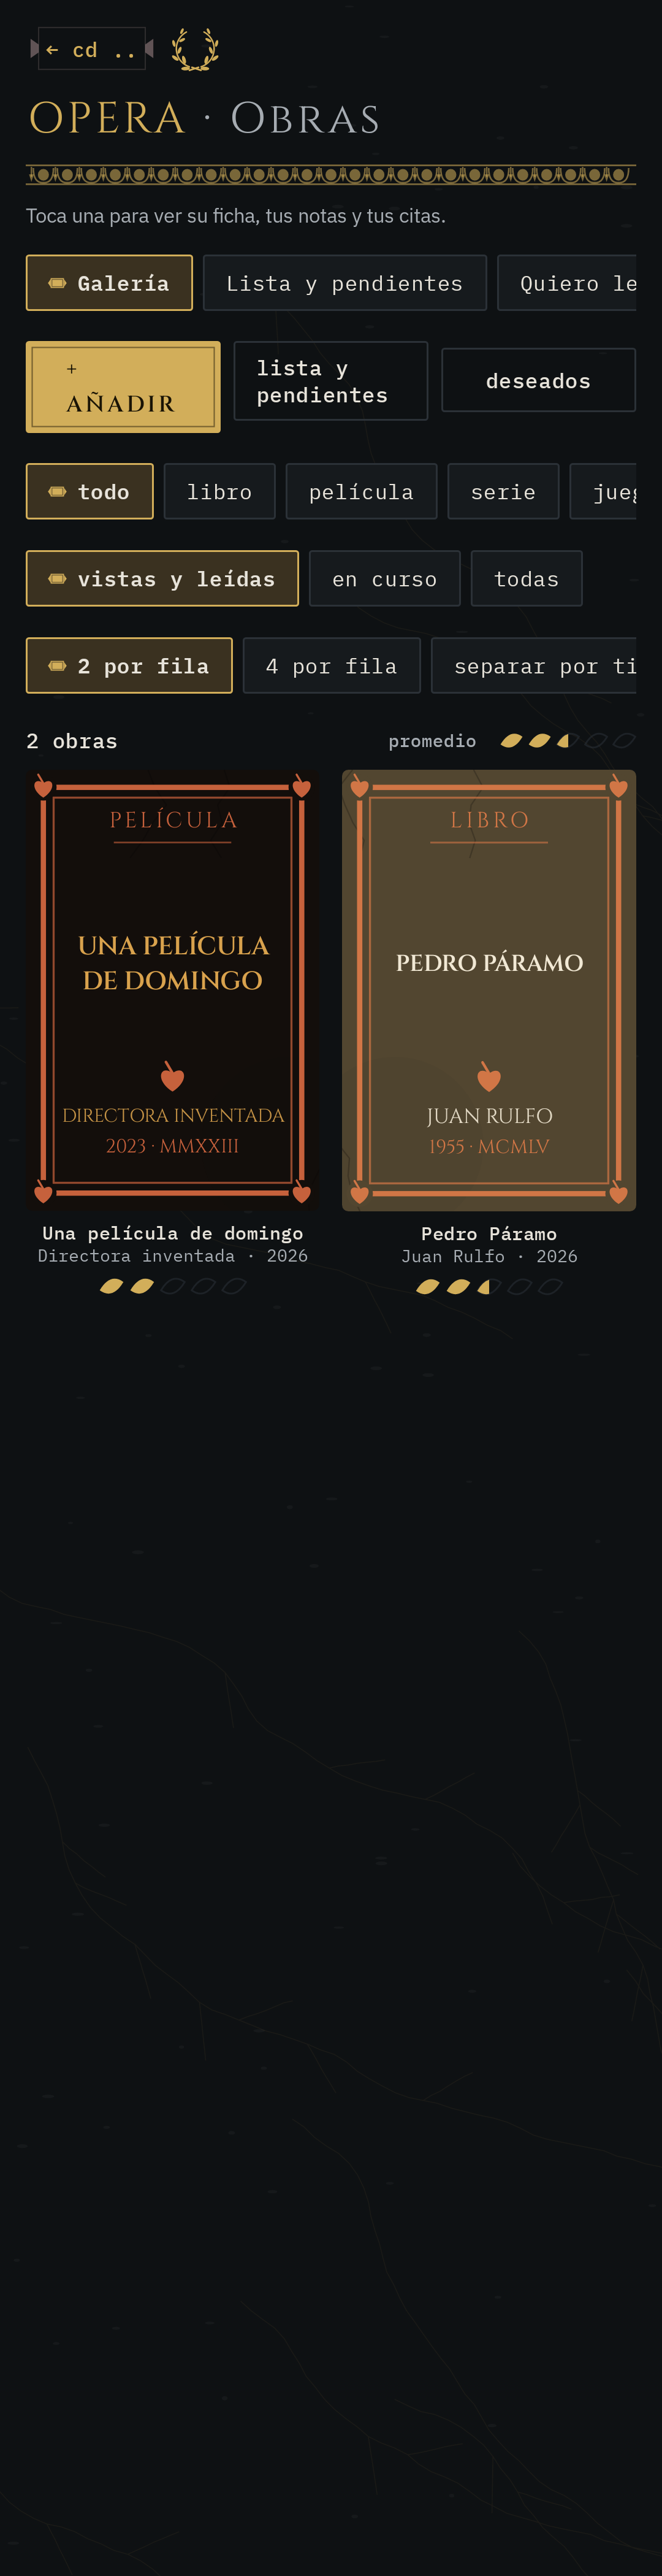 ← cd ..
OPERA · OBRAS
Toca una para ver su ficha, tus notas y tus citas.
Galería Lista y pendientes Quiero le
+ AÑADIR
lista y pendientes
deseados
todo libro película serie jueg
vistas y leídas en curso todas
2 por fila 4 por fila separar por ti
2 obras promedio
PELÍCULA
UNA PELÍCULA
DE DOMINGO
DIRECTORA INVENTADA
2023 · MMXXIII
Una película de domingo
Directora inventada · 2026
LIBRO
PEDRO PÁRAMO
JUAN RULFO
1955 · MCMLV
Pedro Páramo
Juan Rulfo · 2026